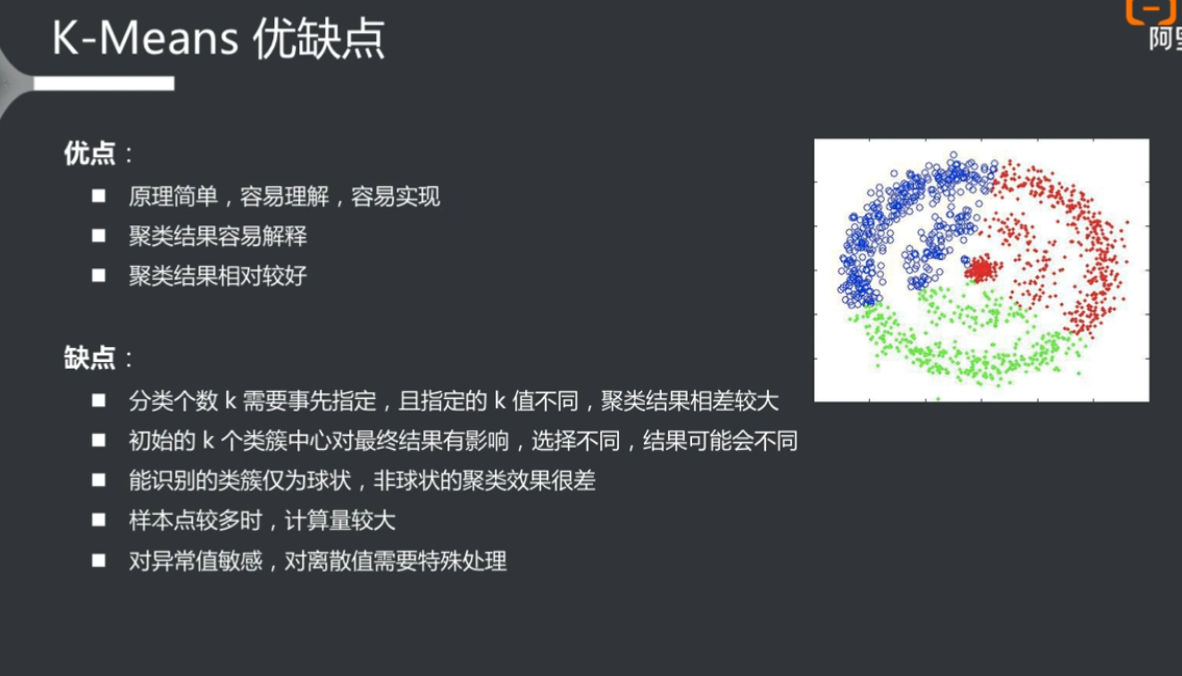 K-Means 优缺点
阿里
优点：
原理简单，容易理解，容易实现
聚类结果容易解释
聚类结果相对较好
缺点：
分类个数 k 需要事先指定，且指定的 k 值不同，聚类结果相差较大
初始的 k 个类簇中心对最终结果有影响，选择不同，结果可能会不同
能识别的类簇仅为球状，非球状的聚类效果很差
样本点较多时，计算量较大
对异常值敏感，对离散值需要特殊处理